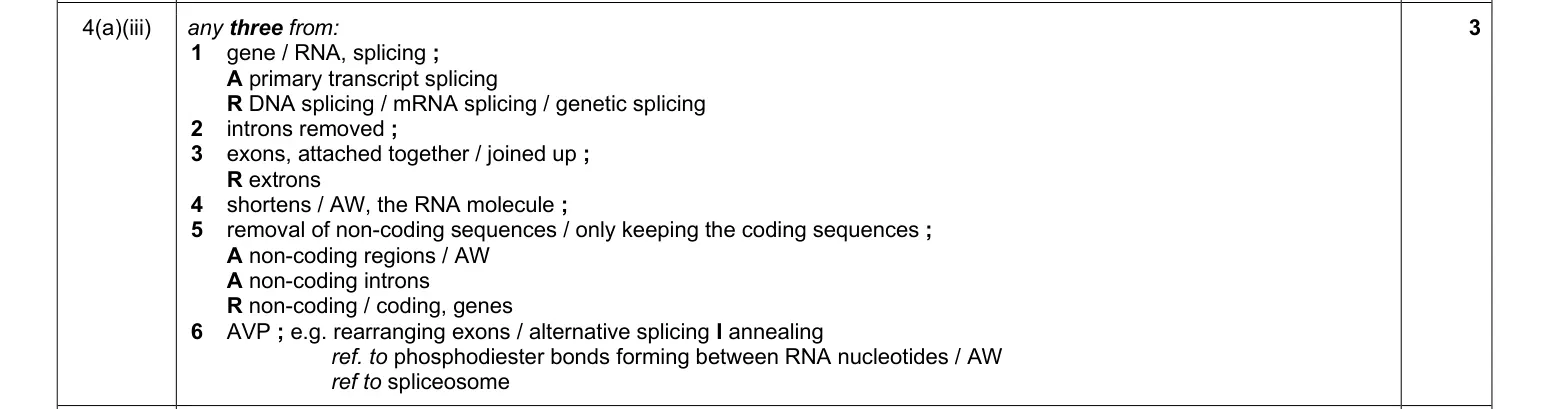 4(a)(iii) any three from: 3
1 gene / RNA, splicing ;
A primary transcript splicing
R DNA splicing / mRNA splicing / genetic splicing
2 introns removed ;
3 exons, attached together / joined up ;
R extrons
4 shortens / AW, the RNA molecule ;
5 removal of non-coding sequences / only keeping the coding sequences ;
A non-coding regions / AW
A non-coding introns
R non-coding / coding, genes
6 AVP ; e.g. rearranging exons / alternative splicing I annealing
ref. to phosphodiester bonds forming between RNA nucleotides / AW
ref to spliceosome